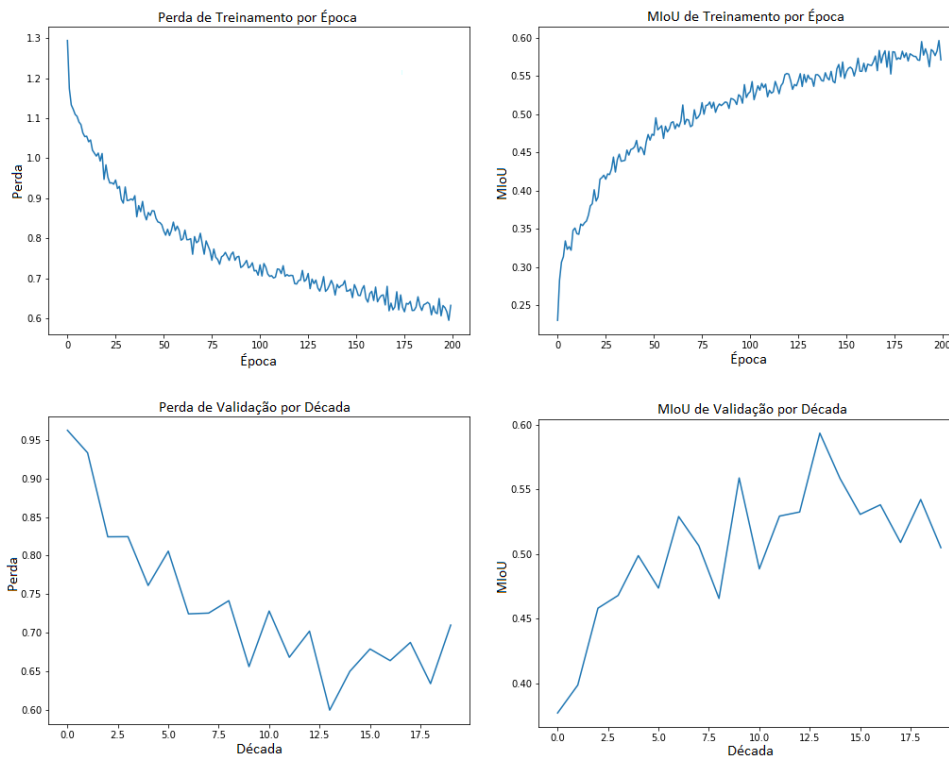 Perda de Treinamento por Época
1.3
1.2
1.1
1.0
0.9
0.8
0.7
0.6
Perda
0 25 50 75 100 125 150 175 200
Época
MIoU de Treinamento por Época
0.60
0.55
0.50
0.45
0.40
0.35
0.30
0.25
MIoU
0 25 50 75 100 125 150 175 200
Época
Perda de Validação por Década
0.95
0.90
0.85
0.80
0.75
0.70
0.65
0.60
Perda
0.0 2.5 5.0 7.5 10.0 12.5 15.0 17.5
Década
MIoU de Validação por Década
0.60
0.55
0.50
0.45
0.40
MIoU
0.0 2.5 5.0 7.5 10.0 12.5 15.0 17.5
Década